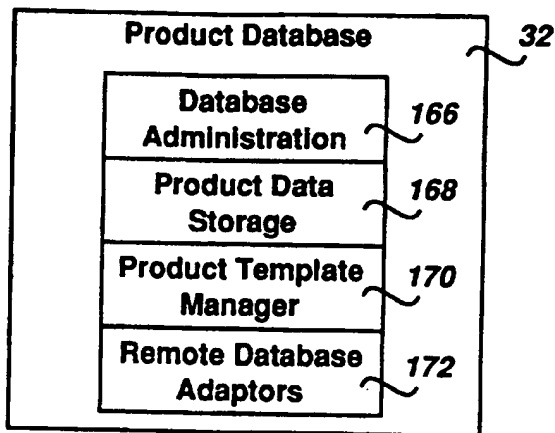 Product Database 32
Database
Administration 166
Product Data
Storage 168
Product Template
Manager 170
Remote Database
Adaptors 172